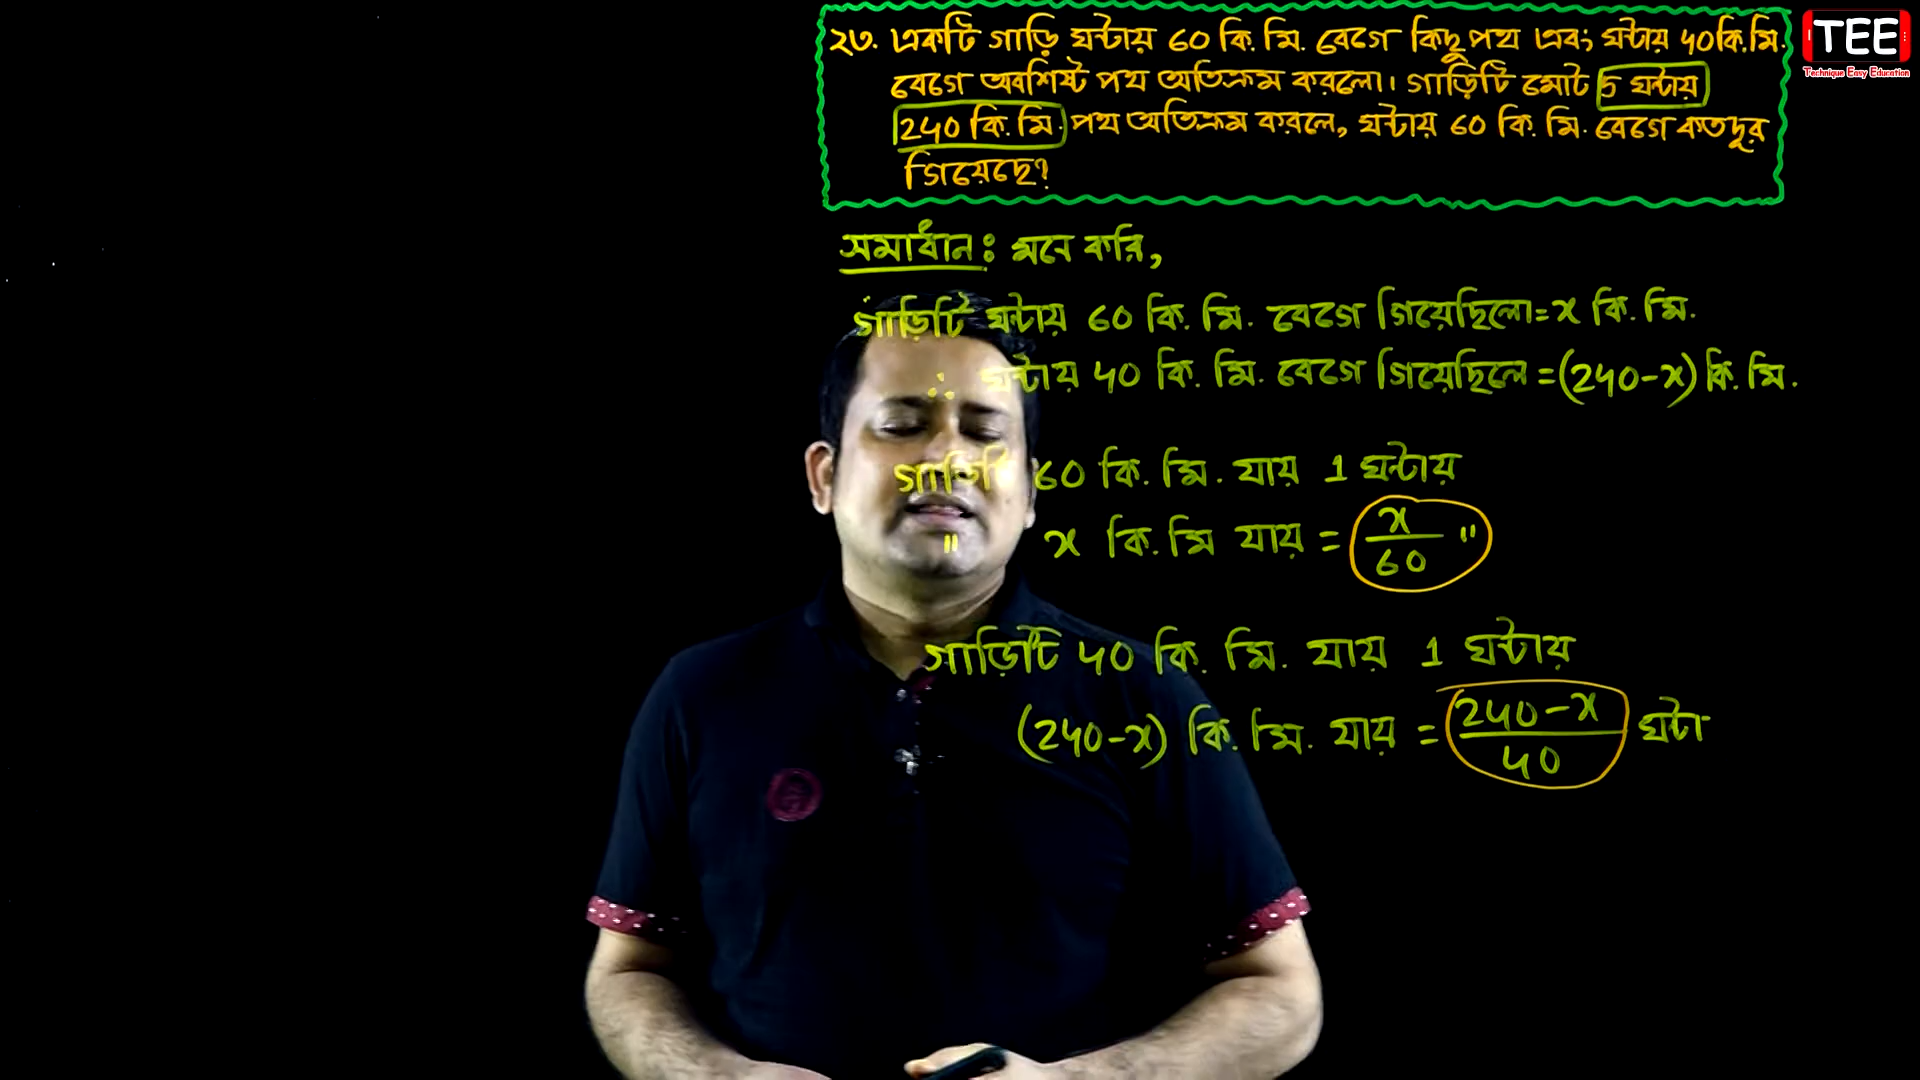 ২৩. একটি গাড়ি ঘন্টায় 60 কি.মি. বেগে কিছু পথ এবং ঘন্টায় 40 কি.মি.
বেগে অবশিষ্ট পথ অতিক্রম করলো। গাড়িটি মোট 5 ঘন্টায়
240 কি.মি. পথ অতিক্রম করলে, ঘন্টায় 60 কি. মি. বেগে কতদূর
গিয়েছে?
TEE
Technique Easy Education
সমাধান: মনে করি,
গাড়িটি ঘন্টায় 60 কি. মি. বেগে গিয়েছিলো= x কি. মি.
∴ ঘন্টায় 40 কি. মি. বেগে গিয়েছিলে = (240-x) কি. মি.
গাড়িটি 60 কি. মি. যায় 1 ঘন্টায়
" x কি.মি যায় = x/60 "
গাড়িটি 40 কি. মি. যায় 1 ঘন্টায়
(240-x) কি. মি. যায় = 240-x/40 ঘন্টা